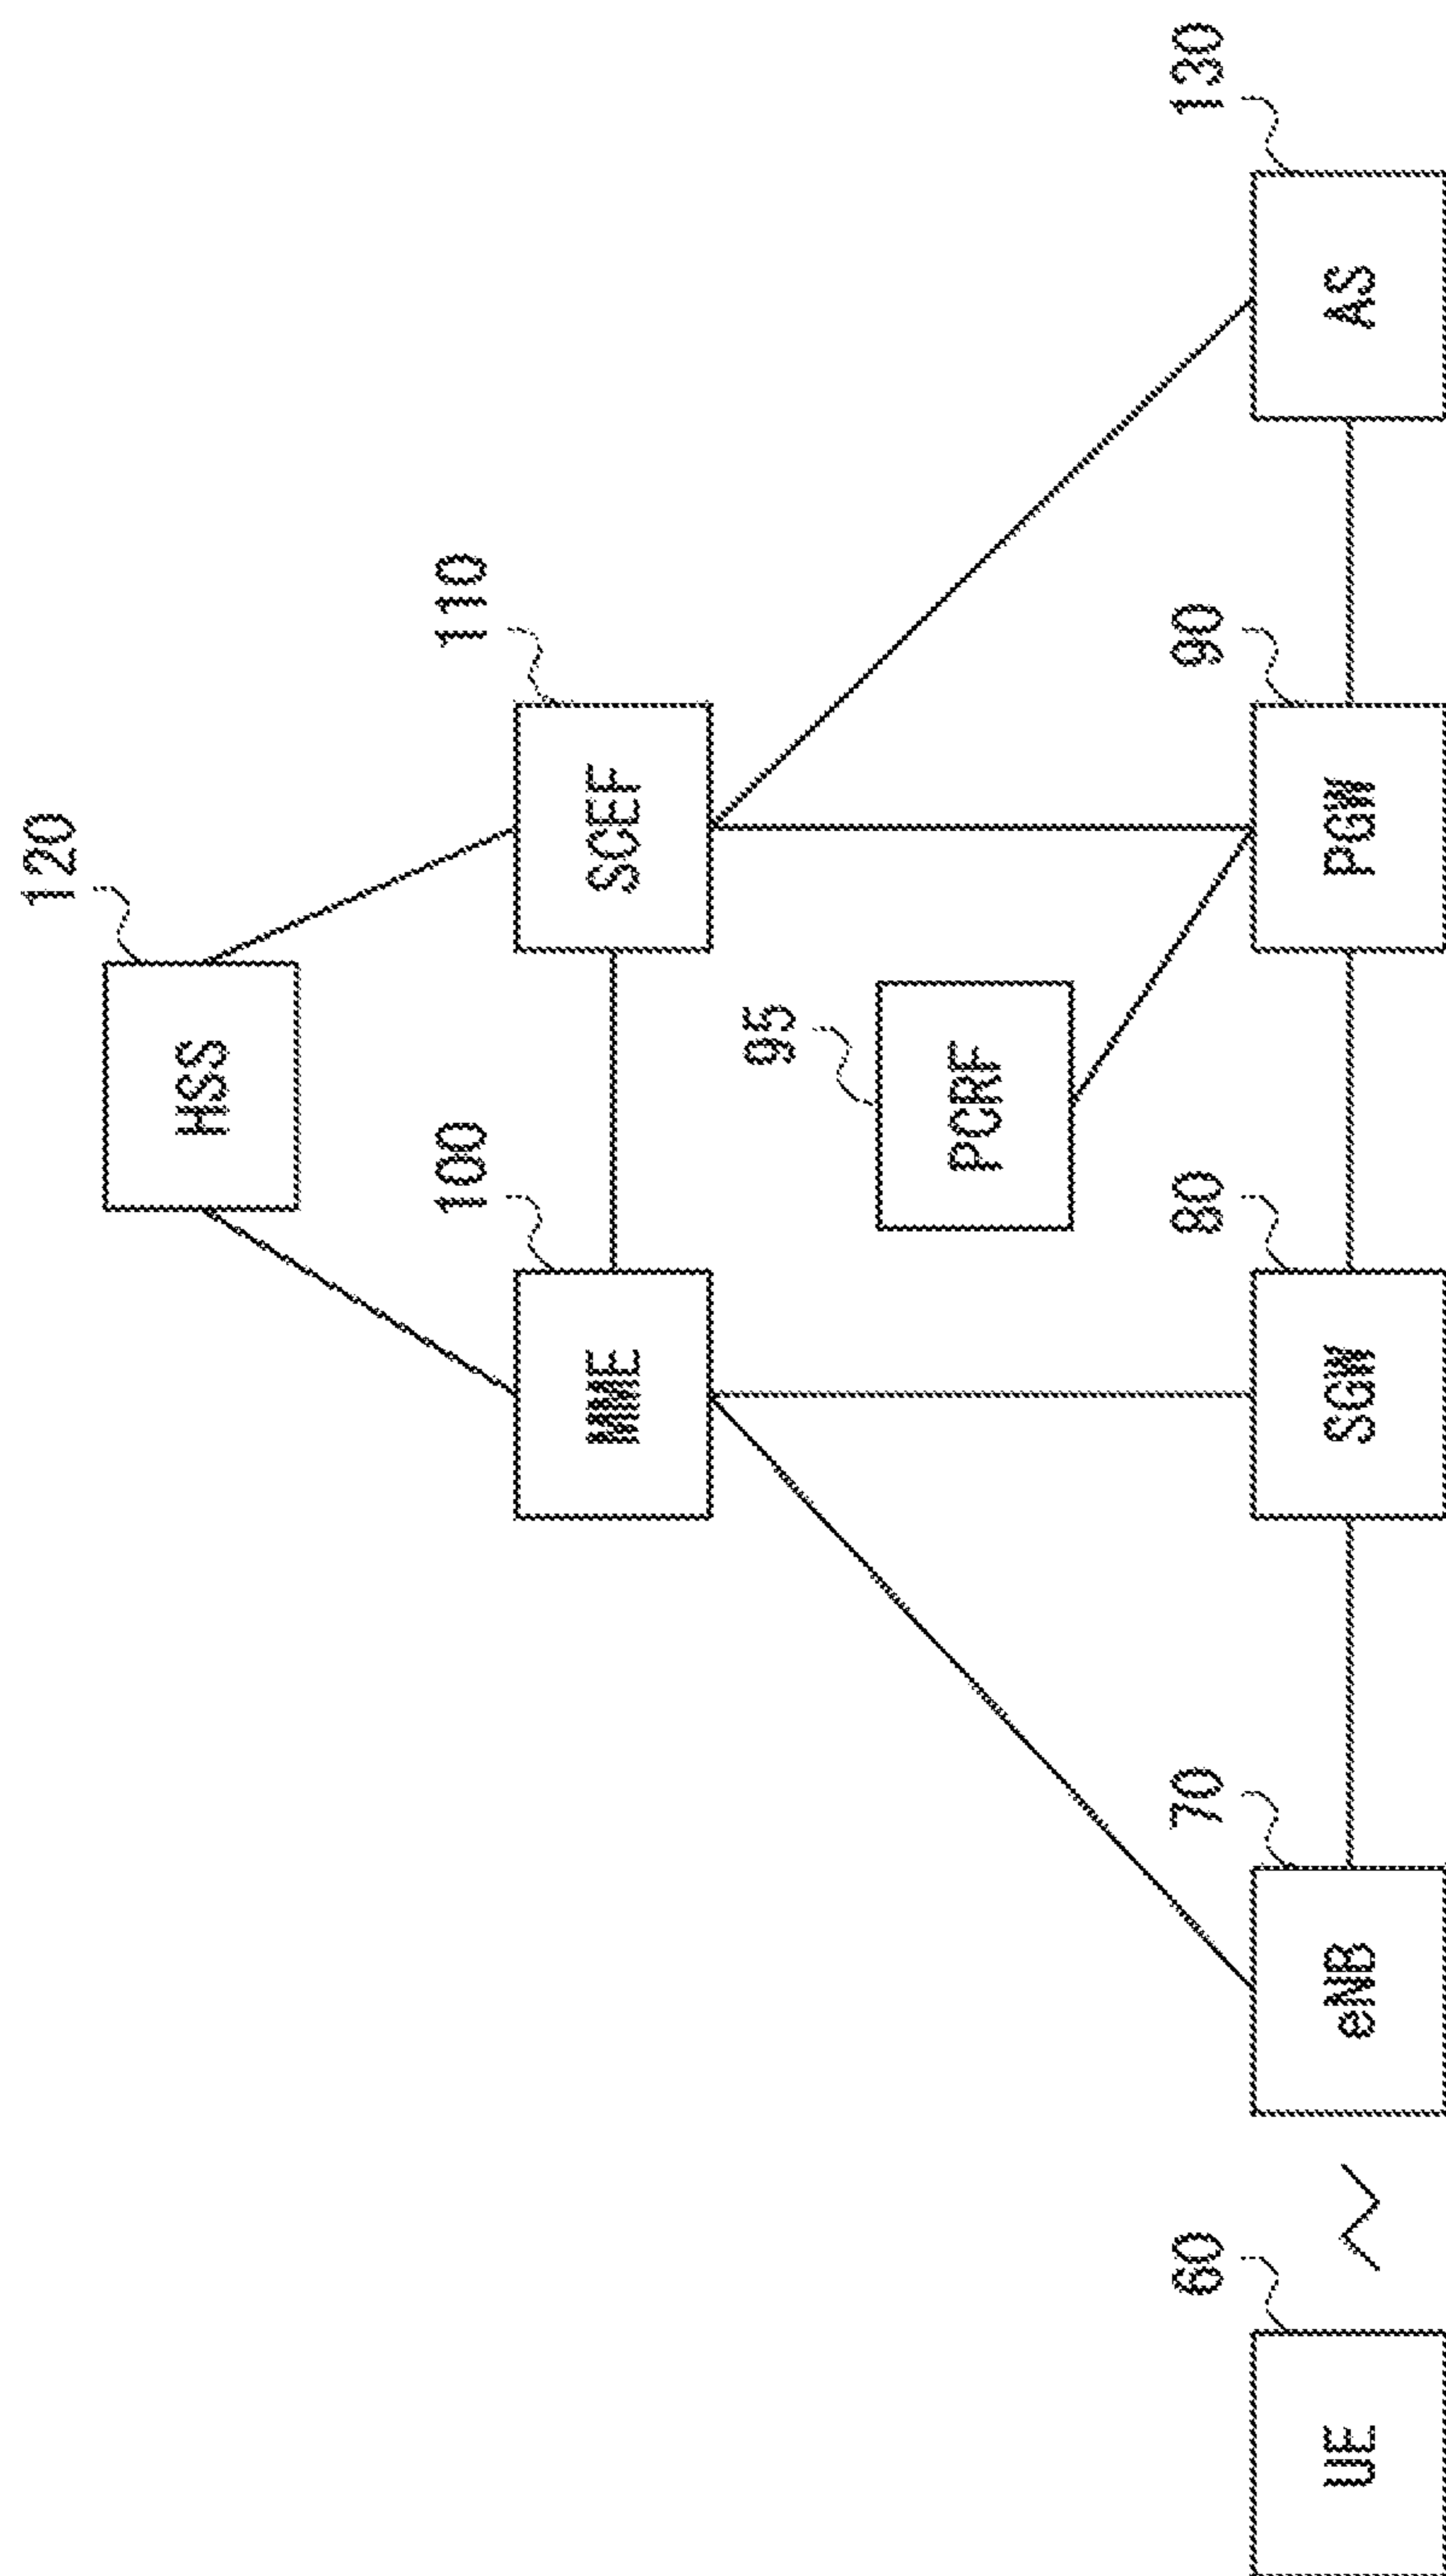 120
HSS
100
MME
110
SCEF
95
PCRF
60
UE
70
eNB
80
SGW
90
PGW
130
AS